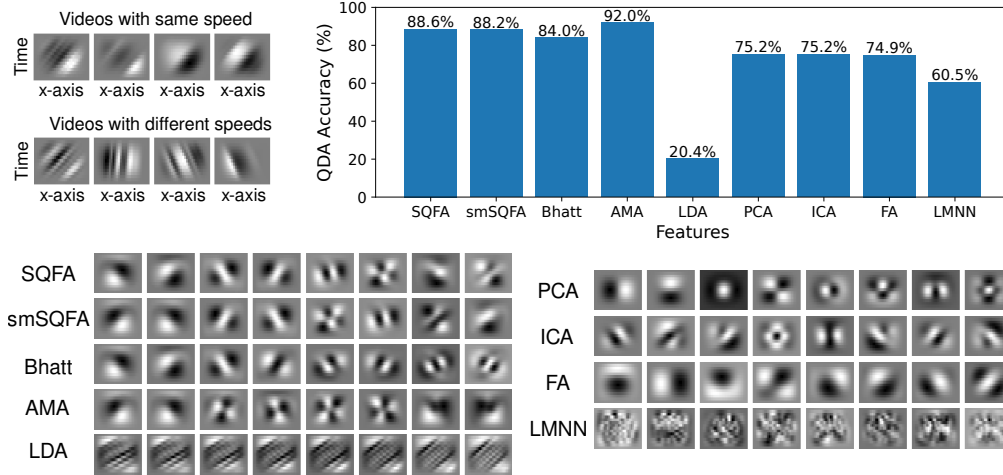 Videos with same speed
Time
x-axis x-axis x-axis x-axis
Videos with different speeds
Time
x-axis x-axis x-axis x-axis
QDA Accuracy (%)
100
80
60
40
20
0
88.6% 88.2% 84.0% 92.0% 20.4% 75.2% 75.2% 74.9% 60.5%
SQFA smSQFA Bhatt AMA LDA PCA ICA FA LMNN
Features
SQFA
smSQFA
Bhatt
AMA
LDA
PCA
ICA
FA
LMNN